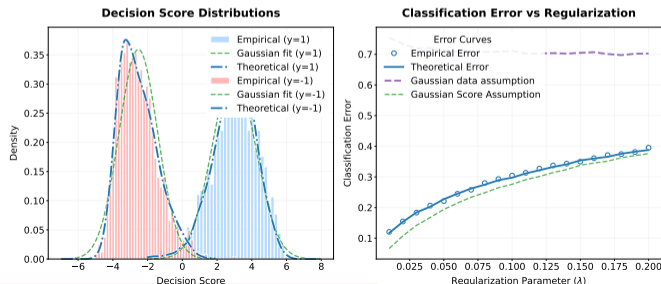 Decision Score Distributions
Empirical (y=1)
Gaussian fit (y=1)
Theoretical (y=1)
Empirical (y=-1)
Gaussian fit (y=-1)
Theoretical (y=-1)
0.35
0.30
0.25
0.20
0.15
0.10
0.05
0.00
Density
−6
−4
−2
0
2
4
6
8
Decision Score
Classification Error vs Regularization
Error Curves
Empirical Error
Theoretical Error
Gaussian data assumption
Gaussian Score Assumption
0.7
0.6
0.5
0.4
0.3
0.2
0.1
Classification Error
0.025
0.050
0.075
0.100
0.125
0.150
0.175
0.200
Regularization Parameter (λ)